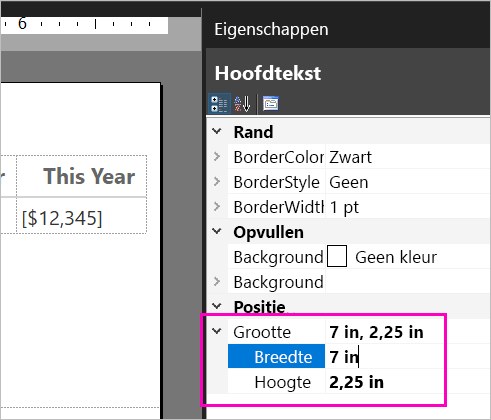 6
Eigenschappen
Hoofdtekst
Rand
BorderColor Zwart
BorderStyle Geen
BorderWidth 1 pt
Opvullen
Background Geen kleur
Background
Positie
Grootte 7 in, 2,25 in
Breedte 7 in
Hoogte 2,25 in
r This Year
[$12,345]